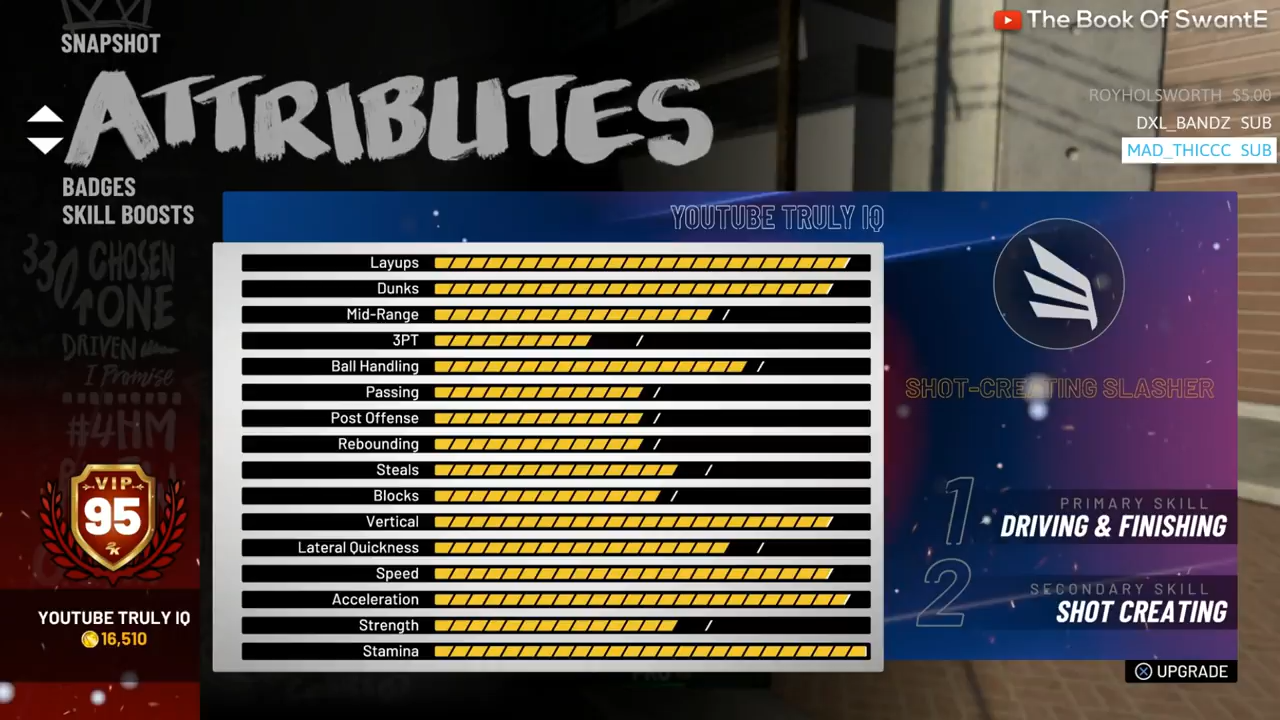 SNAPSHOT
The Book Of SwantE
ATTRIBUTES
ROYHOLSWORTH $5.00
DXL_BANDZ SUB
MAD_THICCC SUB
BADGES
SKILL BOOSTS
YOUTUBE TRULY IQ
Layups
Dunks
Mid-Range
3PT
Ball Handling
Passing
Post Offense
Rebounding
Steals
Blocks
Vertical
Lateral Quickness
Speed
Acceleration
Strength
Stamina
SHOT-CREATING SLASHER
1
PRIMARY SKILL
DRIVING & FINISHING
2
SECONDARY SKILL
SHOT CREATING
330
CHOSEN
1 ONE
DRIVEN
I Promise
#4HM
VIP
95
2K
YOUTUBE TRULY IQ
16,510
UPGRADE